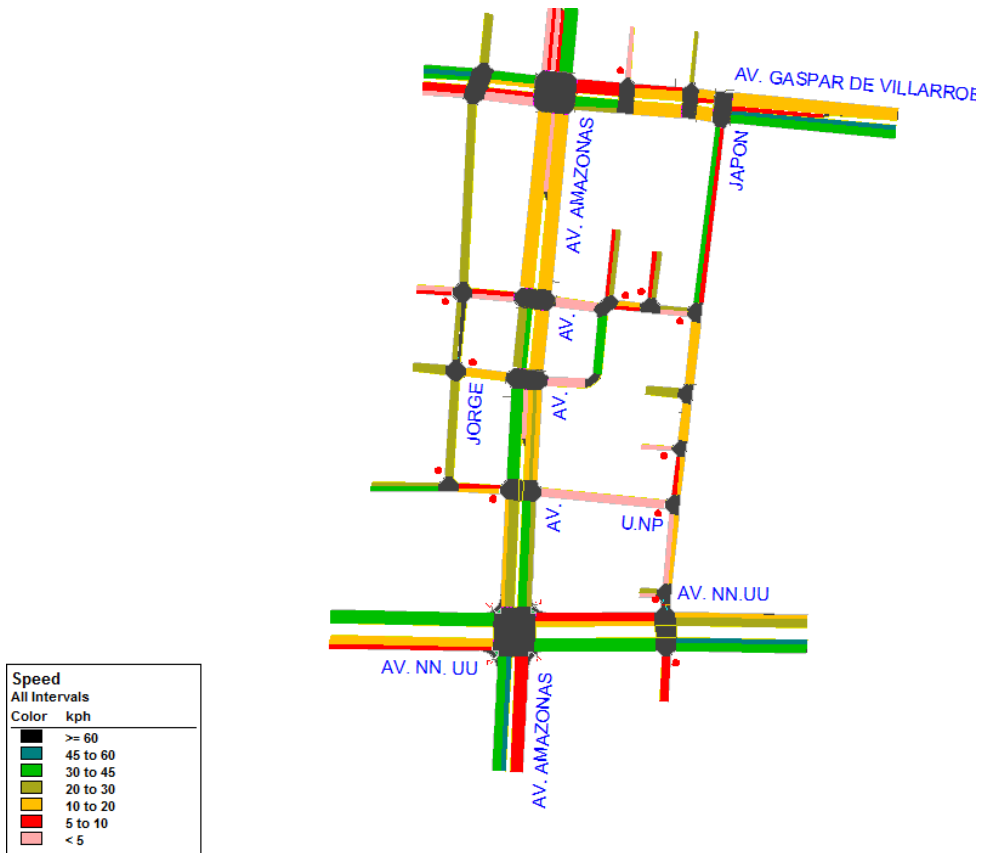 AV. GASPAR DE VILLARROE
AV. AMAZONAS
JAPON
AV.
JORGE
AV.
AV.
U.NP
AV. NN.UU
AV. NN. UU
AV. AMAZONAS
Speed
All Intervals
Color kph
>= 60
45 to 60
30 to 45
20 to 30
10 to 20
5 to 10
< 5